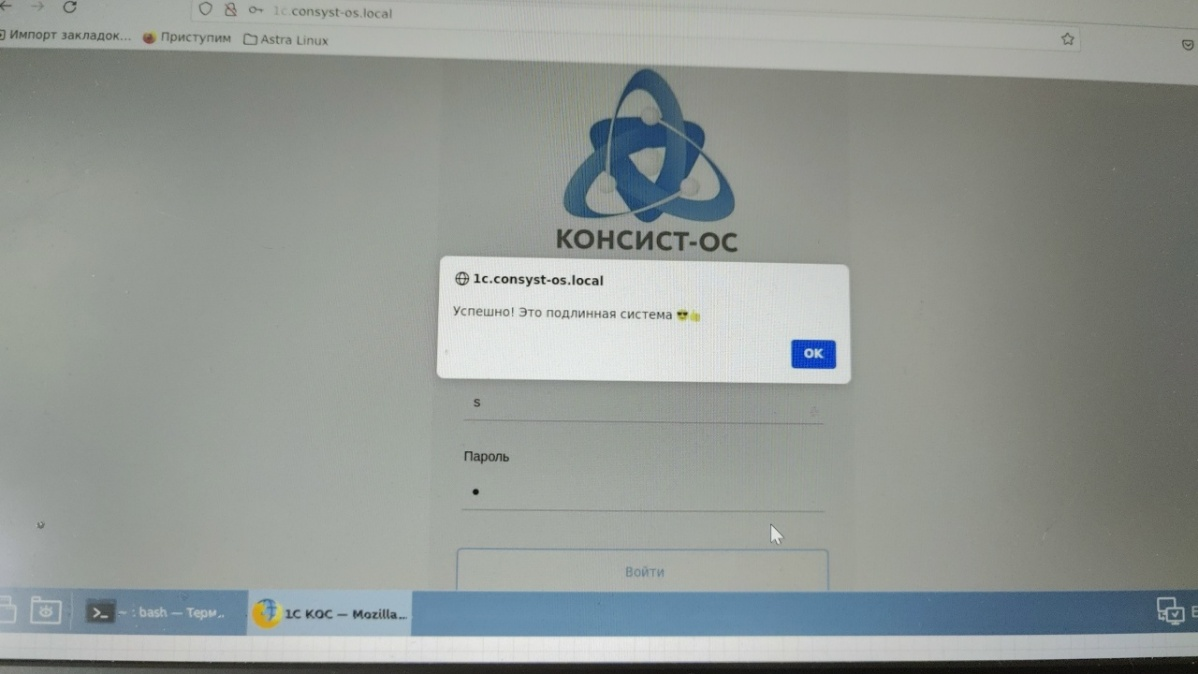 1c.consyst-os.local
Импорт закладок... Приступим Astra Linux
КОНСИСТ-ОС
1c.consyst-os.local
Успешно! Это подлинная система 😎👍
OK
s
Пароль
Войти
~ : bash — Терм... 1С КОС — Mozilla...